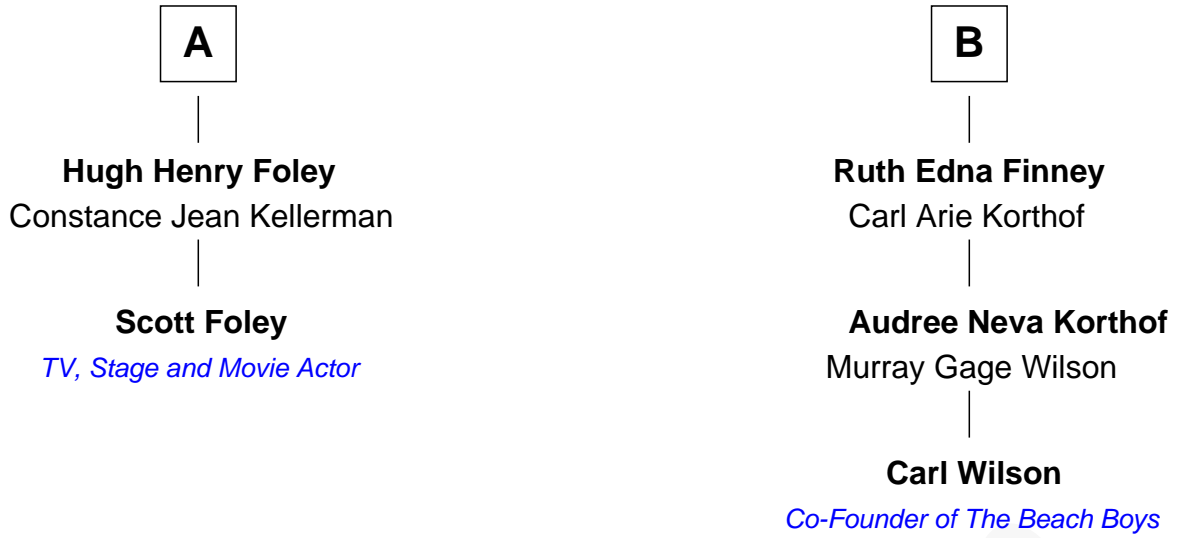 A
Hugh Henry Foley
Constance Jean Kellerman
Scott Foley
TV, Stage and Movie Actor
B
Ruth Edna Finney
Carl Arie Korthof
Audree Neva Korthof
Murray Gage Wilson
Carl Wilson
Co-Founder of The Beach Boys